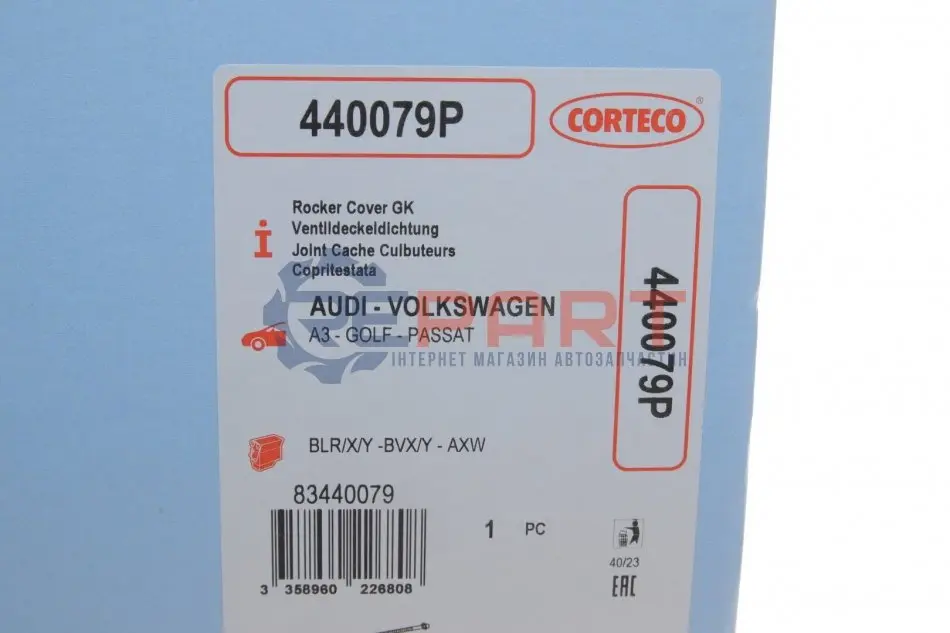 440079P
CORTECO®
Rocker Cover GK
Ventildeckeldichtung
Joint Cache Culbuteurs
Copritestata
AUDI - VOLKSWAGEN
A3 - GOLF - PASSAT
REPART
ІНТЕРНЕТ МАГАЗИН АВТОЗАПЧАСТИН
440079P
BLR/X/Y -BVX/Y - AXW
83440079
1 PC
3 358960 226808
40/23
EAC